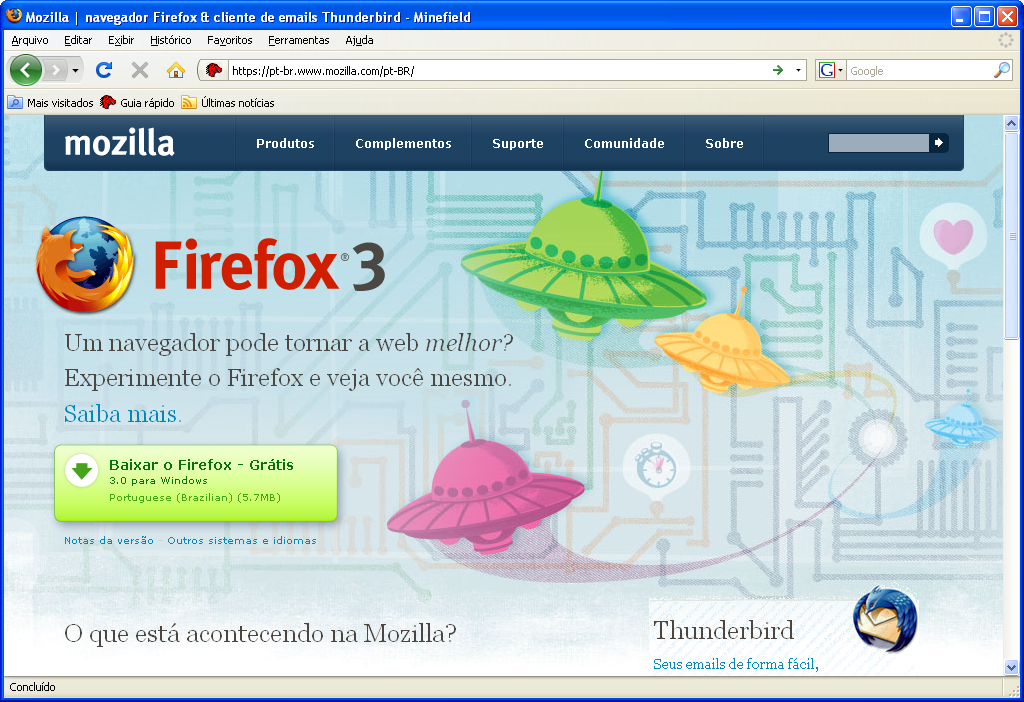 Mozilla | navegador Firefox & cliente de emails Thunderbird - Minefield
Arquivo Editar Exibir Histórico Favoritos Ferramentas Ajuda
https://pt-br.www.mozilla.com/pt-BR/ G Google
Mais visitados Guia rápido Últimas notícias
mozilla Produtos Complementos Suporte Comunidade Sobre
Firefox® 3
Um navegador pode tornar a web melhor?
Experimente o Firefox e veja você mesmo.
Saiba mais.
Baixar o Firefox - Grátis
3.0 para Windows
Portuguese (Brazilian) (5.7MB)
Notas da versão - Outros sistemas e idiomas
O que está acontecendo na Mozilla?
Thunderbird
Seus emails de forma fácil,
Concluído